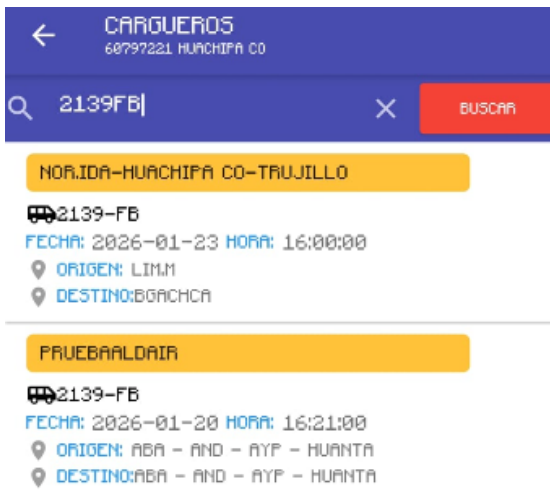 CARGUEROS
60797221 HUACHIPA CO
2139FB
BUSCAR
NOR.IDA-HUACHIPA CO-TRUJILLO
2139-FB
FECHA: 2026-01-23 HORA: 16:00:00
ORIGEN: LIM.M
DESTINO:BGACHCA
PRUEBAALDAIR
2139-FB
FECHA: 2026-01-20 HORA: 16:21:00
ORIGEN: ABA - AND - AYP - HUANTA
DESTINO:ABA - AND - AYP - HUANTA